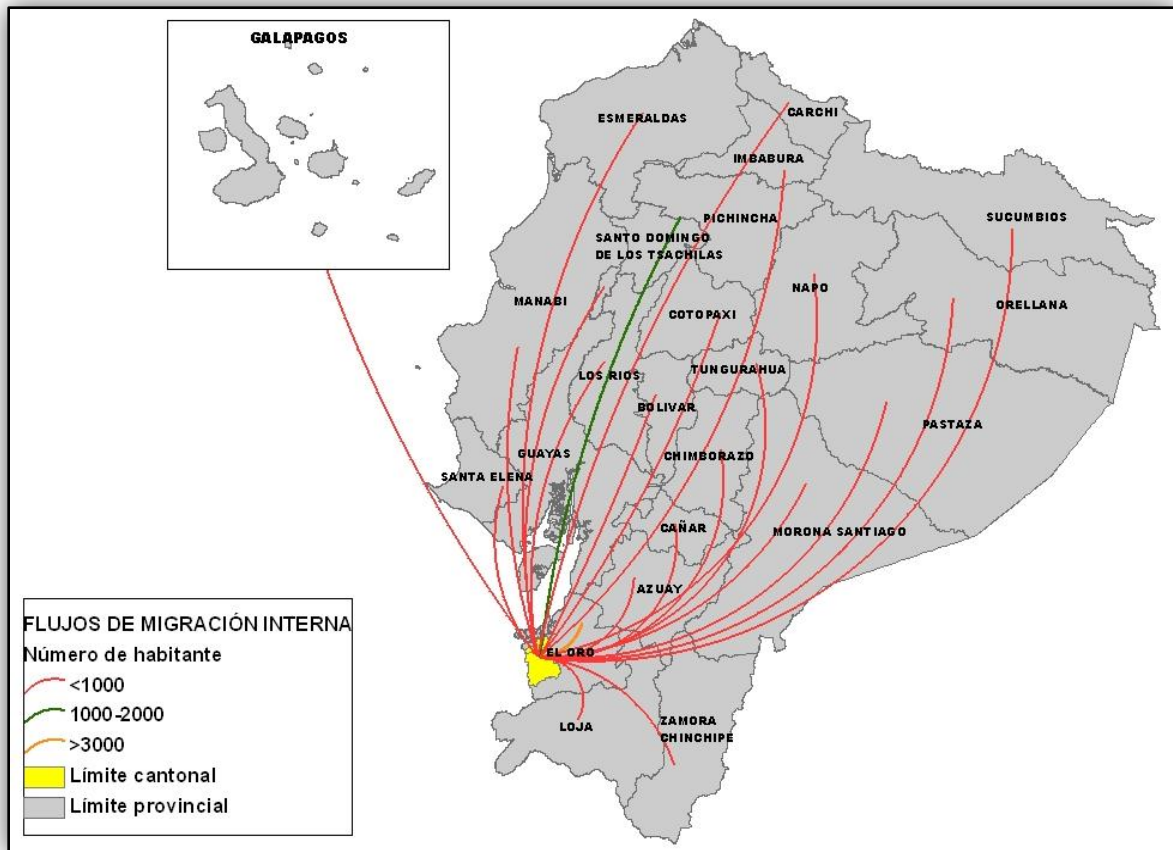 GALAPAGOS
ESMERALDAS
CARCHI
IMBABURA
PICHINCHA
SUCUMBIOS
SANTO DOMINGO
DE LOS TSACHILAS
NAPO
ORELLANA
MANABI
COTOPAXI
LOS RIOS
TUNGURAHUA
BOLIVAR
PASTAZA
GUAYAS
CHIMBORAZO
SANTA ELENA
CAÑAR
MORONA SANTIAGO
AZUAY
EL ORO
LOJA
ZAMORA
CHINCHIPE
FLUJOS DE MIGRACIÓN INTERNA
Número de habitante
<1000
1000-2000
>3000
Límite cantonal
Límite provincial